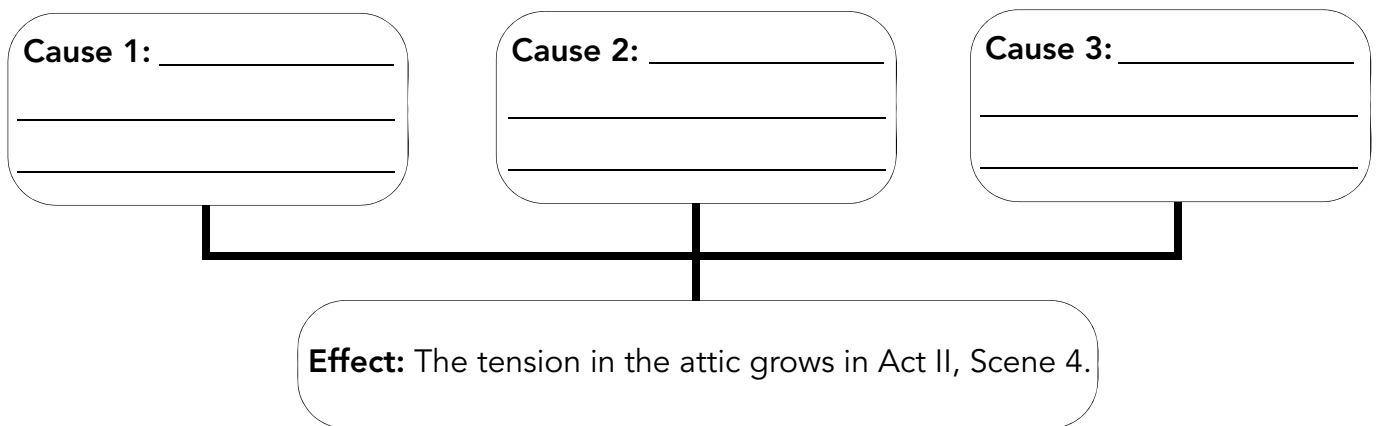 Cause 1:
Cause 2:
Cause 3:
Effect: The tension in the attic grows in Act II, Scene 4.